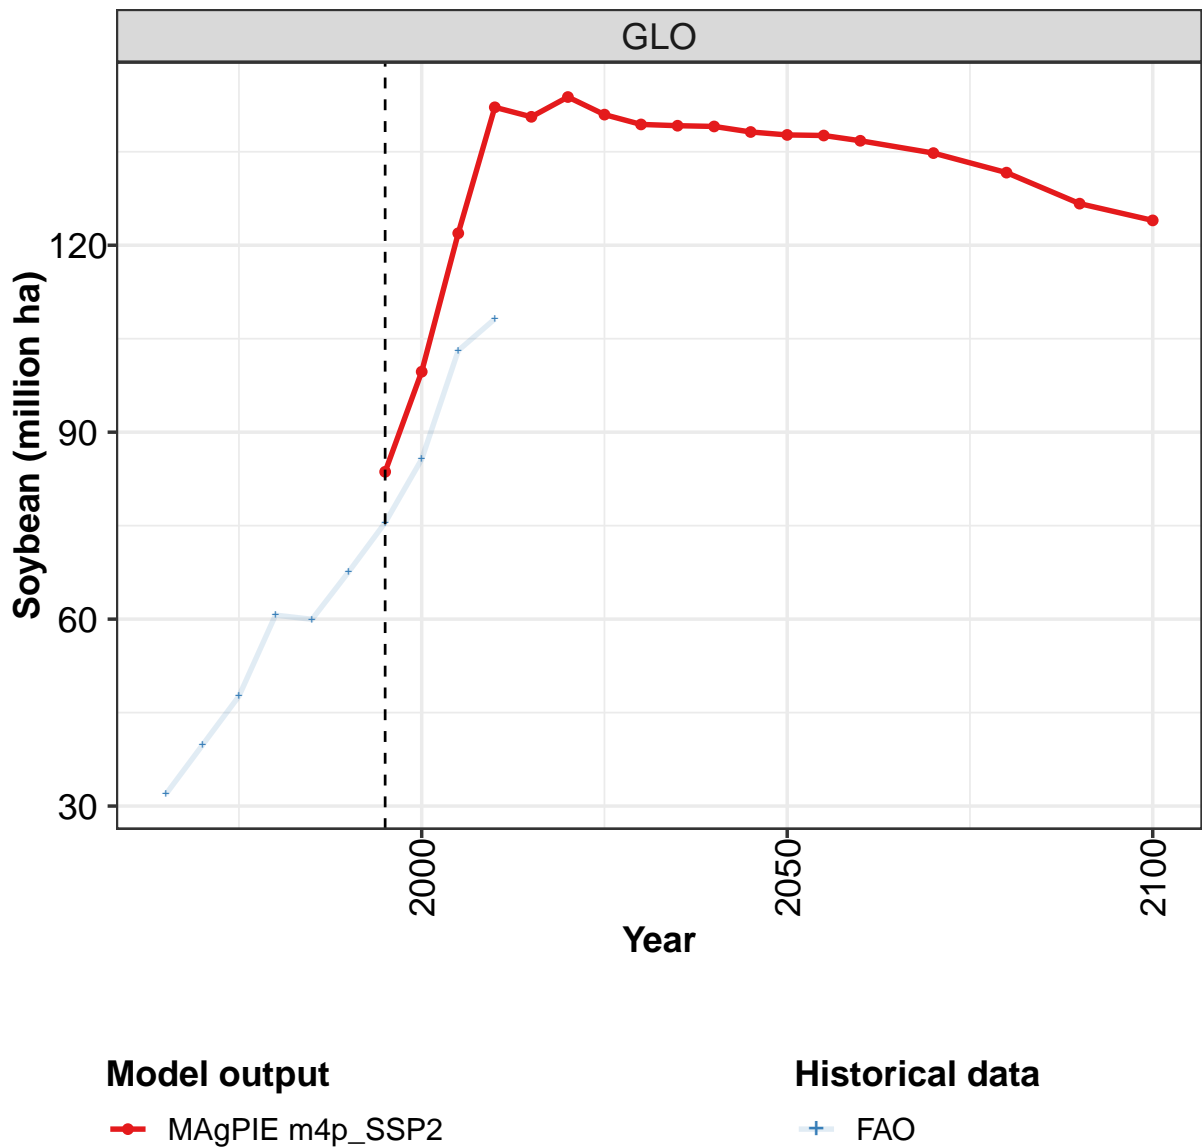 GLO
120
90
60
30
Soybean (million ha)
2000
2050
2100
Year
Model output
Historical data
MAgPIE m4p_SSP2
FAO